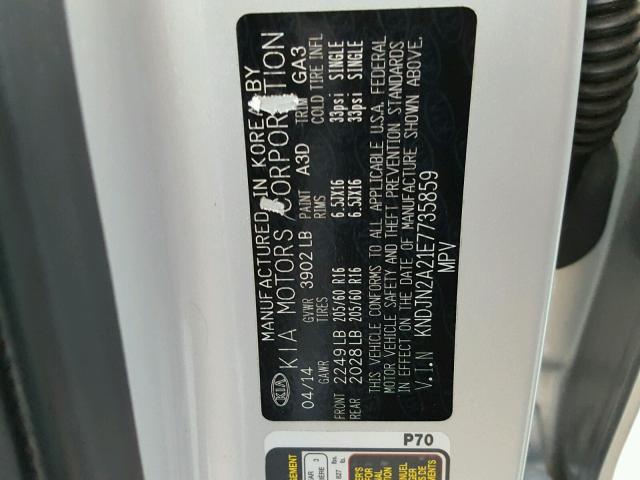 MANUFACTURED IN KOREA BY
KIA KIA MOTORS CORPORATION
04/14 GVWR 3902 LB PAINT A3D TRIM GA3
GAWR TIRES RIMS COLD TIRE INFL
FRONT 2249 LB 205/60 R16 6.5JX16 33psi SINGLE
REAR 2028 LB 205/60 R16 6.5JX16 33psi SINGLE
THIS VEHICLE CONFORMS TO ALL APPLICABLE U.S.A. FEDERAL
MOTOR VEHICLE SAFETY AND THEFT PREVENTION STANDARDS
IN EFFECT ON THE DATE OF MANUFACTURE SHOWN ABOVE.
V.I.N KNDJN2A21E7735859
MPV
P70